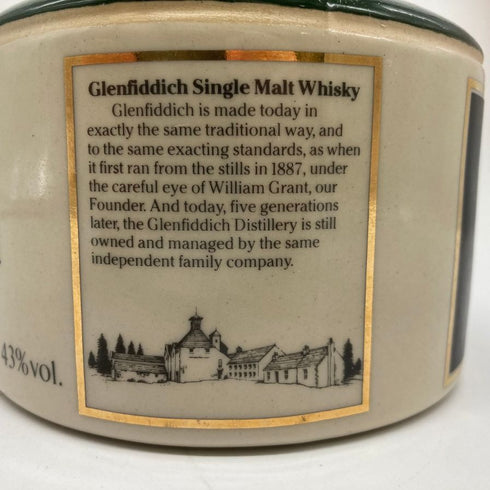 Glenfiddich Single Malt Whisky
Glenfiddich is made today in
exactly the same traditional way, and
to the same exacting standards, as when
it first ran from the stills in 1887, under
the careful eye of William Grant, our
Founder. And today, five generations
later, the Glenfiddich Distillery is still
owned and managed by the same
independent family company.
43%vol.